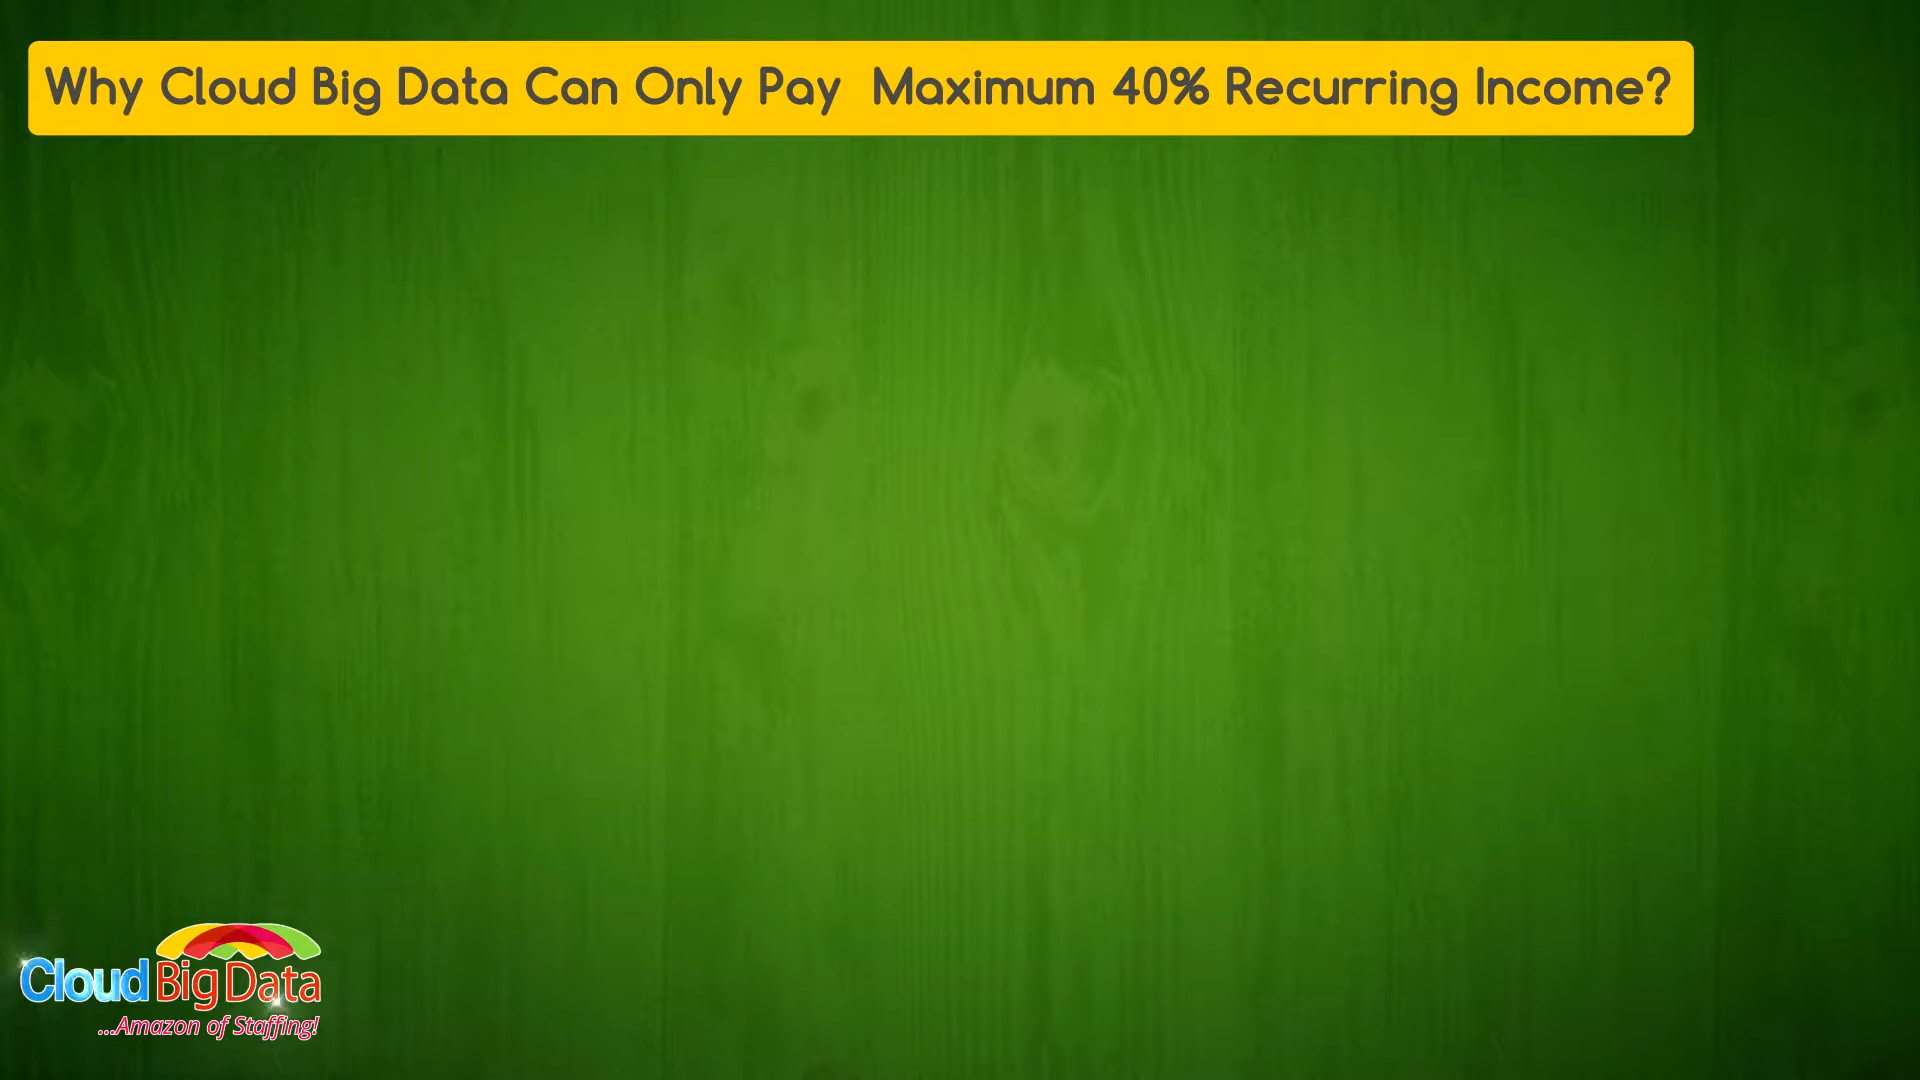 Why Cloud Big Data Can Only Pay  Maximum 40% Recurring Income?
Cloud Big Data
...Amazon of Staffing!